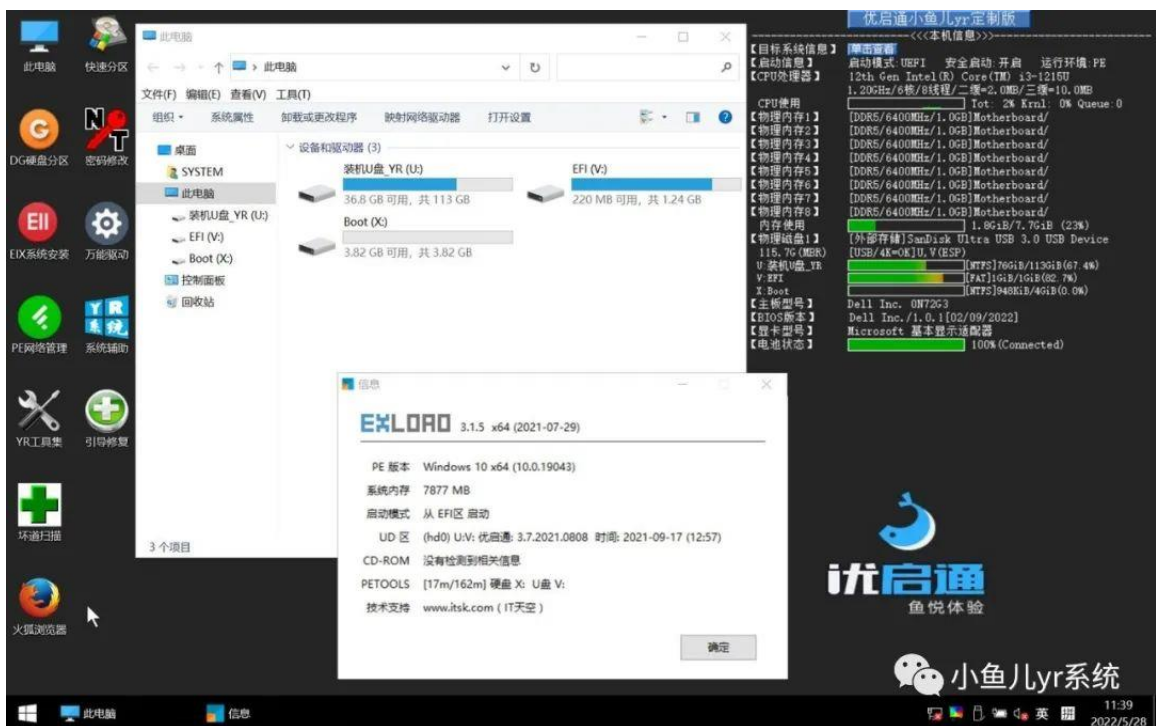 此电脑
快速分区
DG硬盘分区
密码修改
EIX系统安装
万能驱动
PE网络管理
系统辅助
YR工具集
引导修复
坏道扫描
火狐浏览器
NT
EII
YR
系统
此电脑
此电脑
文件(F) 编辑(E) 查看(V) 工具(T)
组织 系统属性 卸载或更改程序 映射网络驱动器 打开设置
桌面
SYSTEM
此电脑
装机U盘_YR (U:)
EFI (V:)
Boot (X:)
控制面板
回收站
设备和驱动器 (3)
装机U盘_YR (U:)
36.8 GB 可用, 共 113 GB
EFI (V:)
220 MB 可用, 共 1.24 GB
Boot (X:)
3.82 GB 可用, 共 3.82 GB
3 个项目
优启通小鱼儿yr定制版
<<<本机信息>>>
【目标系统信息】 单击查看
【启动信息】 启动模式:UEFI 安全启动:开启 运行环境:PE
【CPU处理器】 12th Gen Intel(R) Core(TM) i3-1215U
1.20GHz/6核/8线程/二缓=2.0MB/三缓=10.0MB
CPU使用 Tot: 2% Krnl: 0% Queue:0
【物理内存1】 [DDR5/6400MHz/1.0GB]Motherboard/
【物理内存2】 [DDR5/6400MHz/1.0GB]Motherboard/
【物理内存3】 [DDR5/6400MHz/1.0GB]Motherboard/
【物理内存4】 [DDR5/6400MHz/1.0GB]Motherboard/
【物理内存5】 [DDR5/6400MHz/1.0GB]Motherboard/
【物理内存6】 [DDR5/6400MHz/1.0GB]Motherboard/
【物理内存7】 [DDR5/6400MHz/1.0GB]Motherboard/
【物理内存8】 [DDR5/6400MHz/1.0GB]Motherboard/
内存使用 1.8GiB/7.7GiB (23%)
【物理磁盘1】 [外部存储]SanDisk Ultra USB 3.0 USB Device
115.7G(MBR) [USB/4K=OK]U,V(ESP)
U:装机U盘_YR [NTFS]76GiB/113GiB(67.4%)
V:EFI [FAT]1GiB/1GiB(82.7%)
X:Boot [NTFS]948KiB/4GiB(0.0%)
【主板型号】 Dell Inc. 0N72G3
【BIOS版本】 Dell Inc./1.0.1[02/09/2022]
【显卡型号】 Microsoft 基本显示适配器
【电池状态】 100%(Connected)
信息
EXLOAD 3.1.5 x64 (2021-07-29)
PE 版本 Windows 10 x64 (10.0.19043)
系统内存 7877 MB
启动模式 从 EFI区 启动
UD 区 (hd0) U:V: 优启通: 3.7.2021.0808 时间: 2021-09-17 (12:57)
CD-ROM 没有检测到相关信息
PETOOLS [17m/162m] 硬盘 X: U盘 V:
技术支持 www.itsk.com ( IT天空 )
确定
优启通
鱼悦体验
小鱼儿yr系统
此电脑
信息
英
11:39
2022/5/28